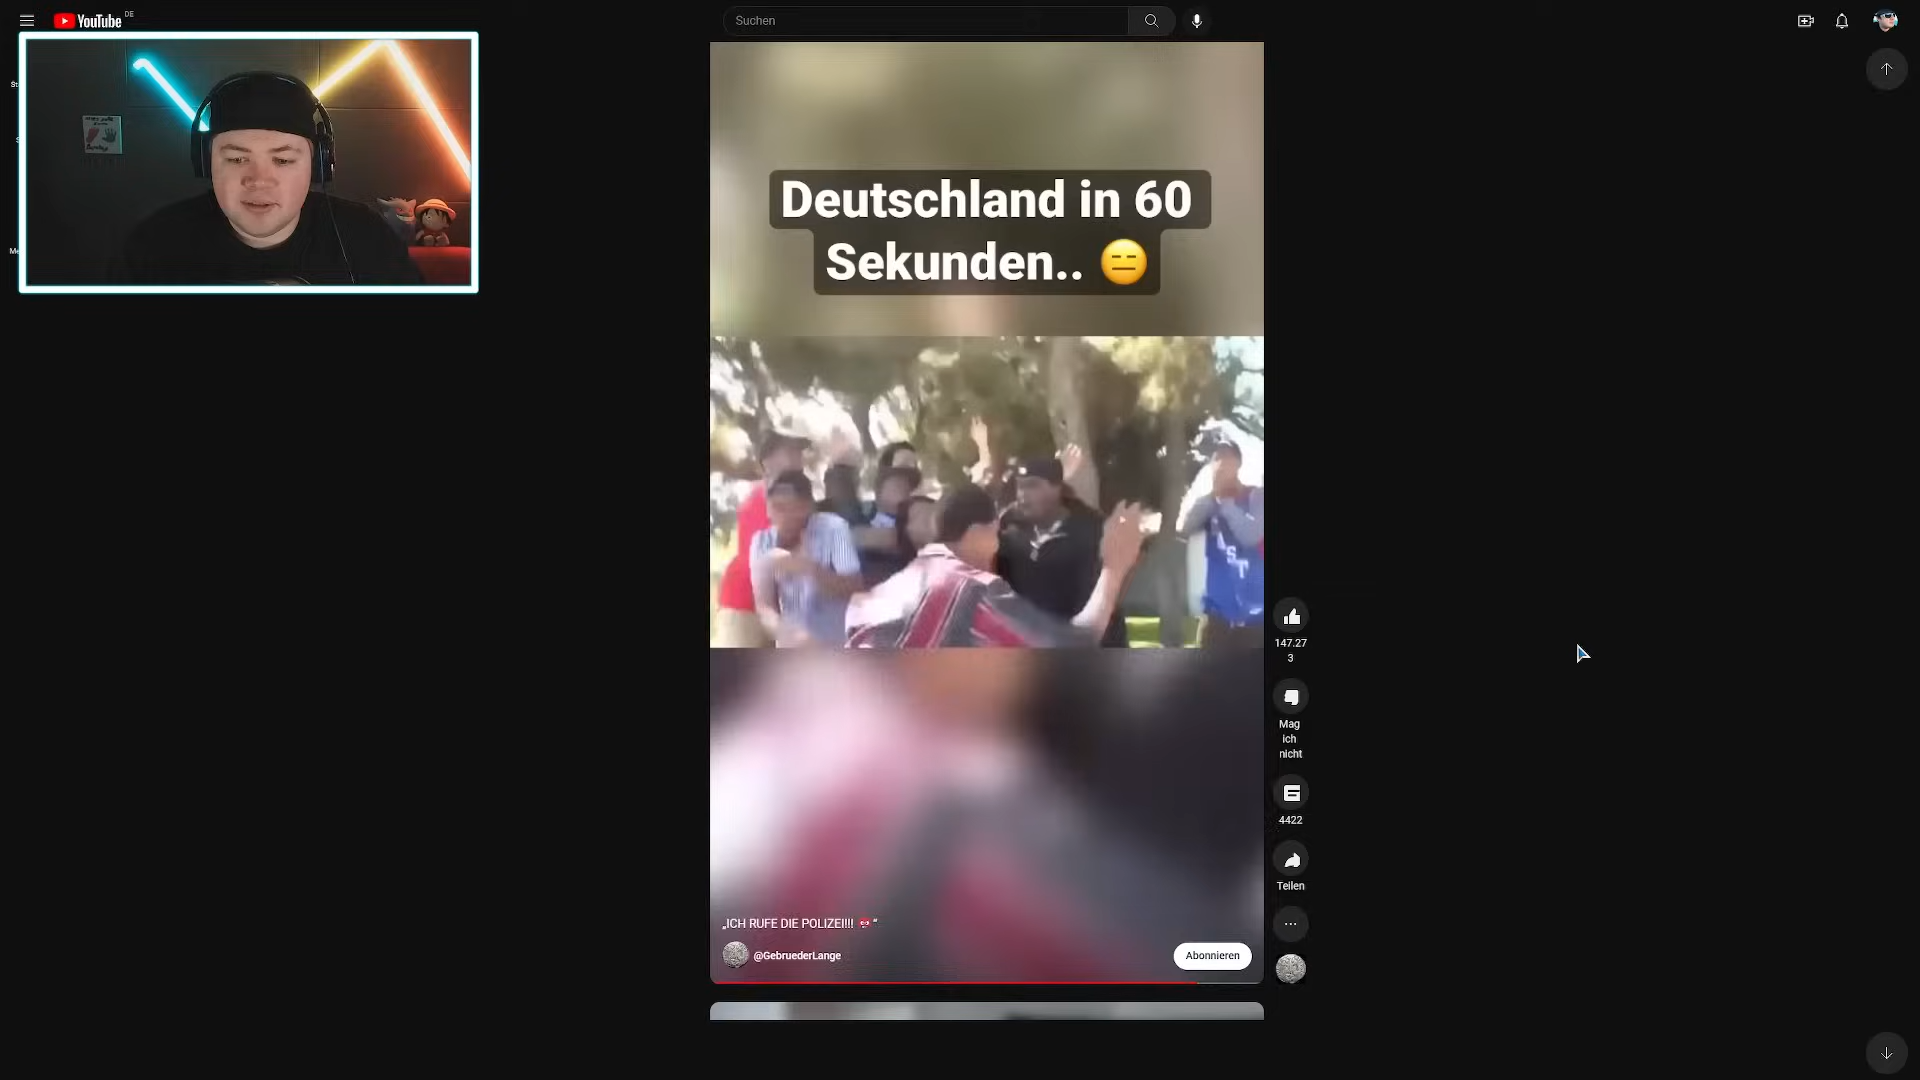 YouTube DE
Suchen
Deutschland in 60
Sekunden.. 😑
„ICH RUFE DIE POLIZEI!!!
@GebruederLange
Abonnieren
147.27
3
Mag
ich
nicht
4422
Teilen